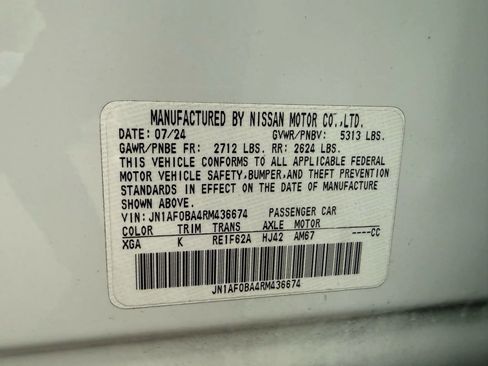 MANUFACTURED BY NISSAN MOTOR CO.,LTD.
DATE: 07/24 GVWR/PNBV: 5313 LBS.
GAWR/PNBE FR: 2712 LBS. RR: 2624 LBS.
THIS VEHICLE CONFORMS TO ALL APPLICABLE FEDERAL
MOTOR VEHICLE SAFETY,BUMPER,AND THEFT PREVENTION
STANDARDS IN EFFECT ON THE DATE OF MANUFACTURE
SHOWN ABOVE.
VIN: JN1AF0BA4RM436674 PASSENGER CAR
COLOR TRIM TRANS AXLE MOTOR
XGA K RE1F62A HJ42 AM67 ----CC
JN1AF0BA4RM436674